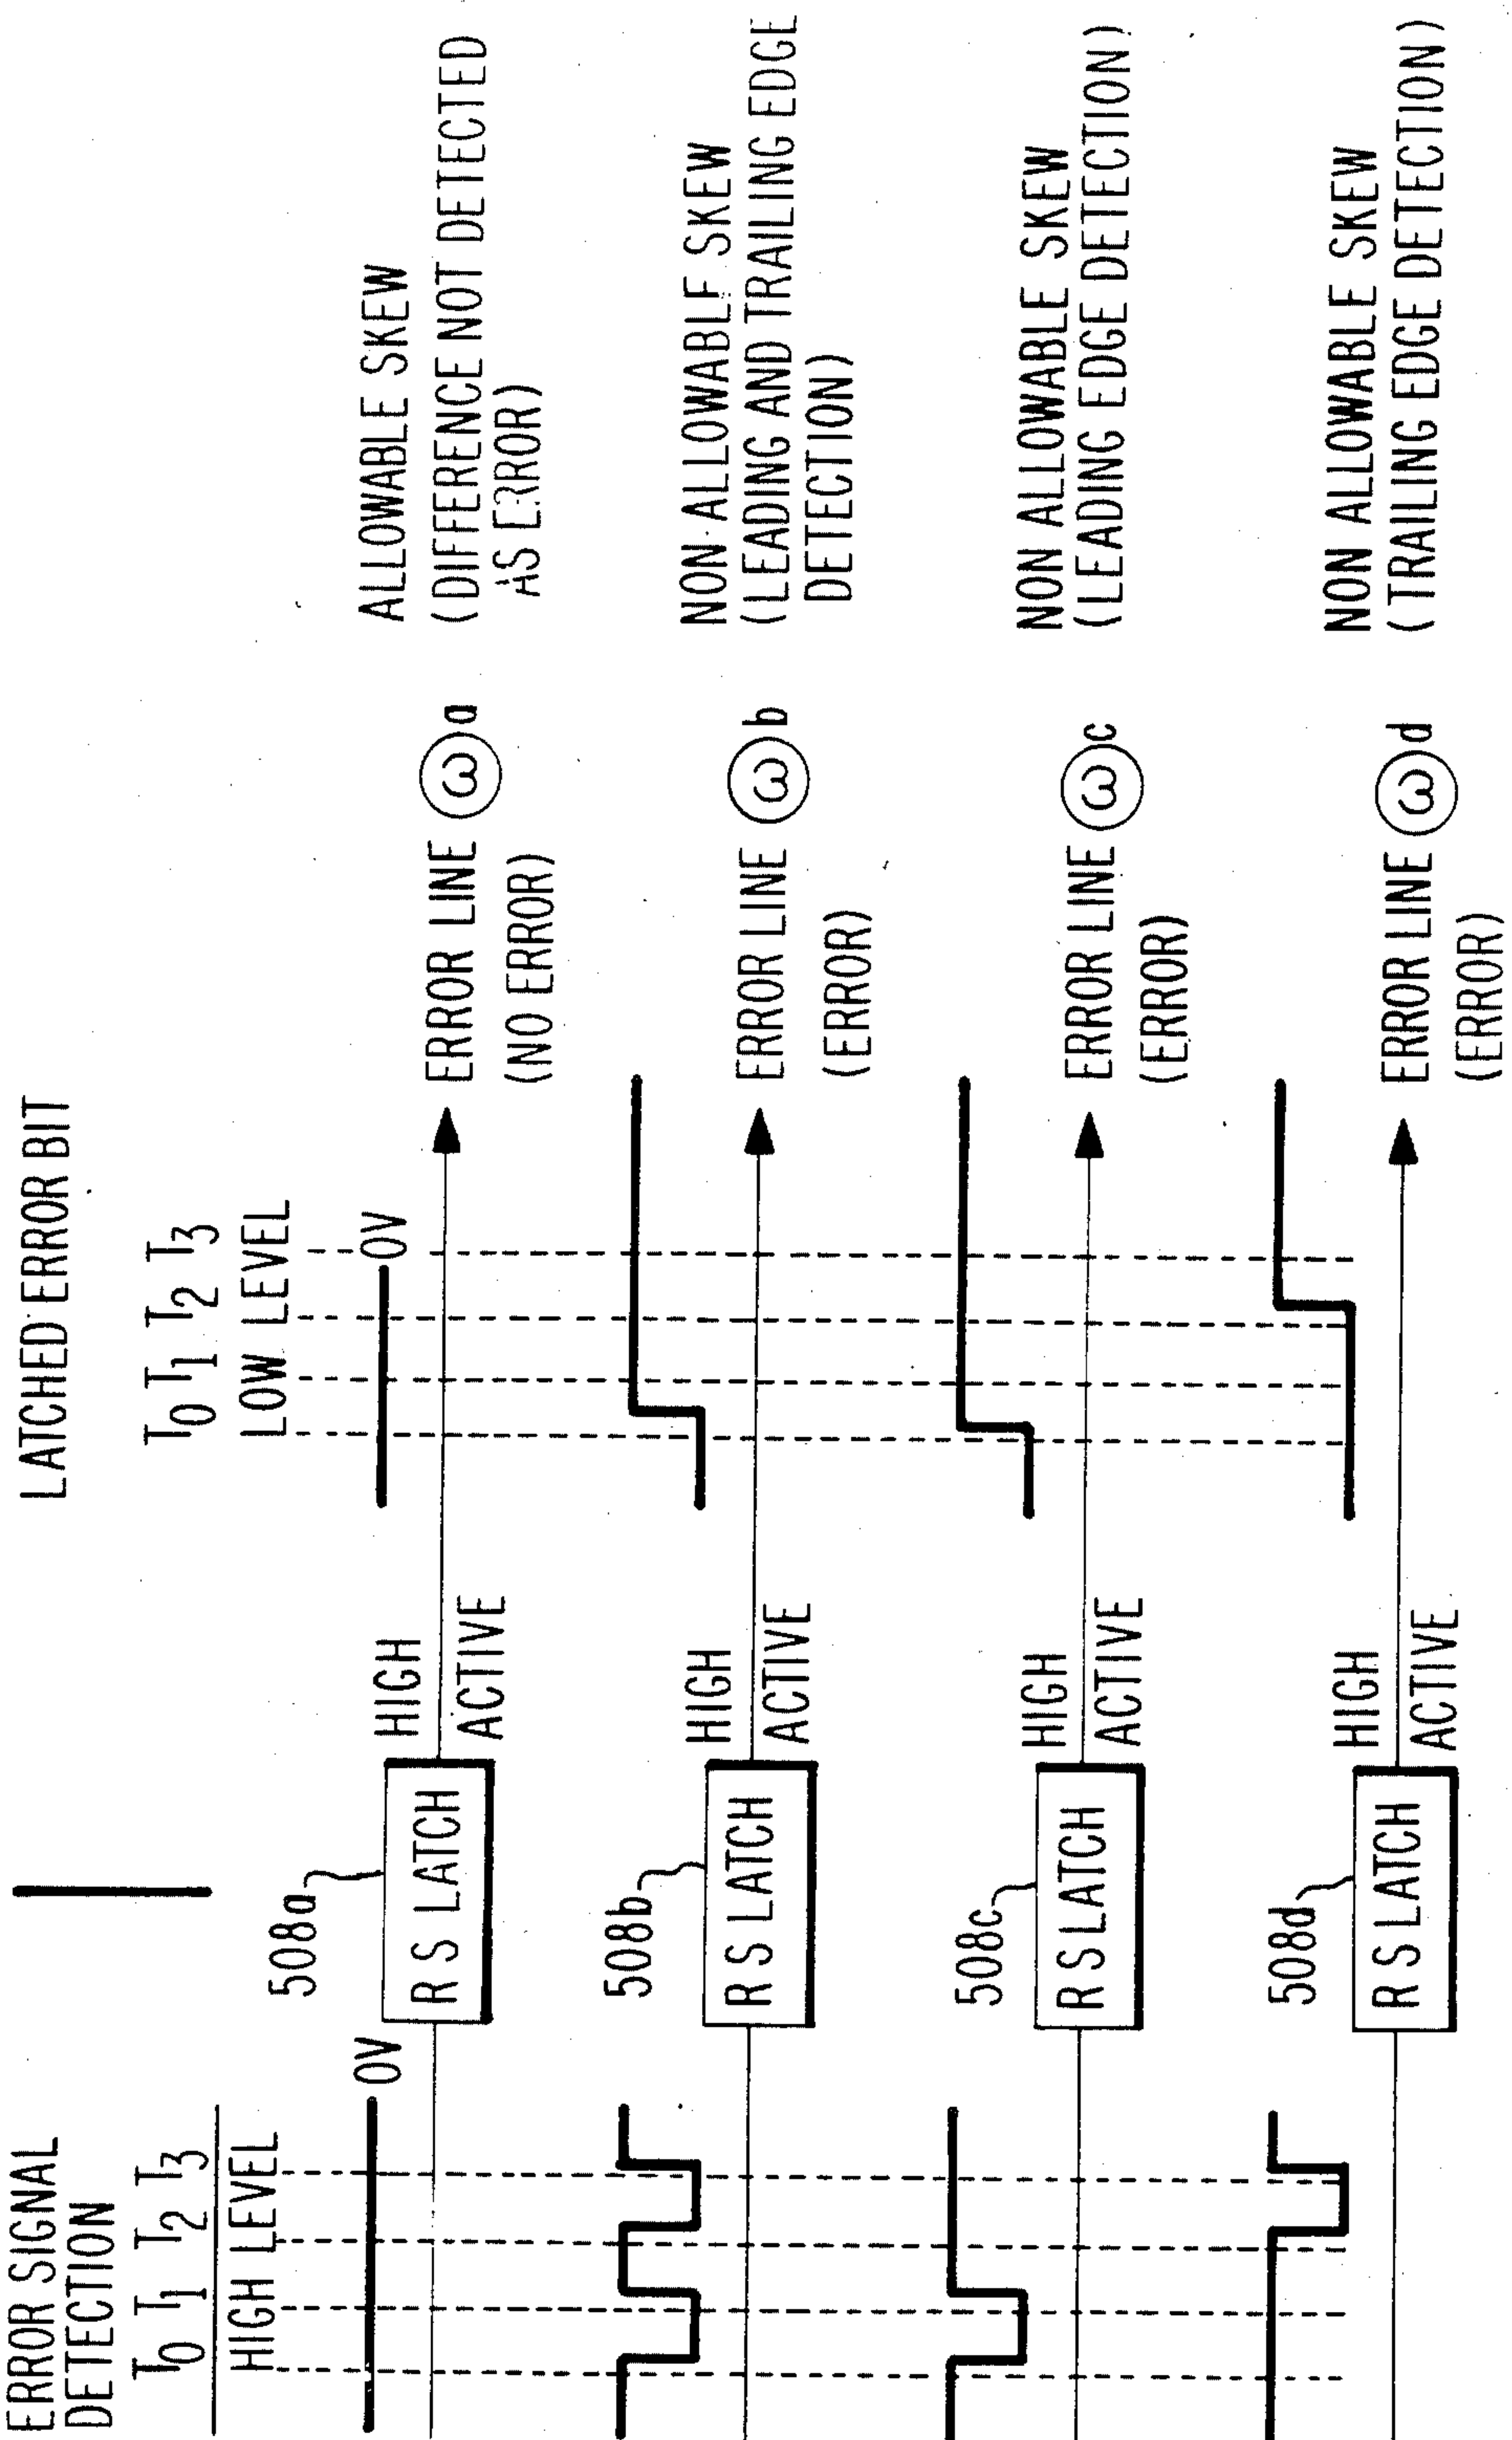 ERROR SIGNAL
DETECTION
T0 T1 T2 T3
HIGH LEVEL
LATCHED ERROR BIT
T0 T1 T2 T3
LOW LEVEL
0V
508a
R S LATCH
HIGH
ACTIVE
0V
ERROR LINE ω a
(NO ERROR)
ALLOWABLE SKEW
(DIFFERENCE NOT DETECTED
AS ERROR)
508b
R S LATCH
HIGH
ACTIVE
ERROR LINE ω b
(ERROR)
NON-ALLOWABLE SKEW
(LEADING AND TRAILING EDGE
DETECTION)
508c
R S LATCH
HIGH
ACTIVE
ERROR LINE ω c
(ERROR)
NON ALLOWABLE SKEW
(LEADING EDGE DETECTION)
508d
R S LATCH
HIGH
ACTIVE
ERROR LINE ω d
(ERROR)
NON ALLOWABLE SKEW
(TRAILING EDGE DETECTION)